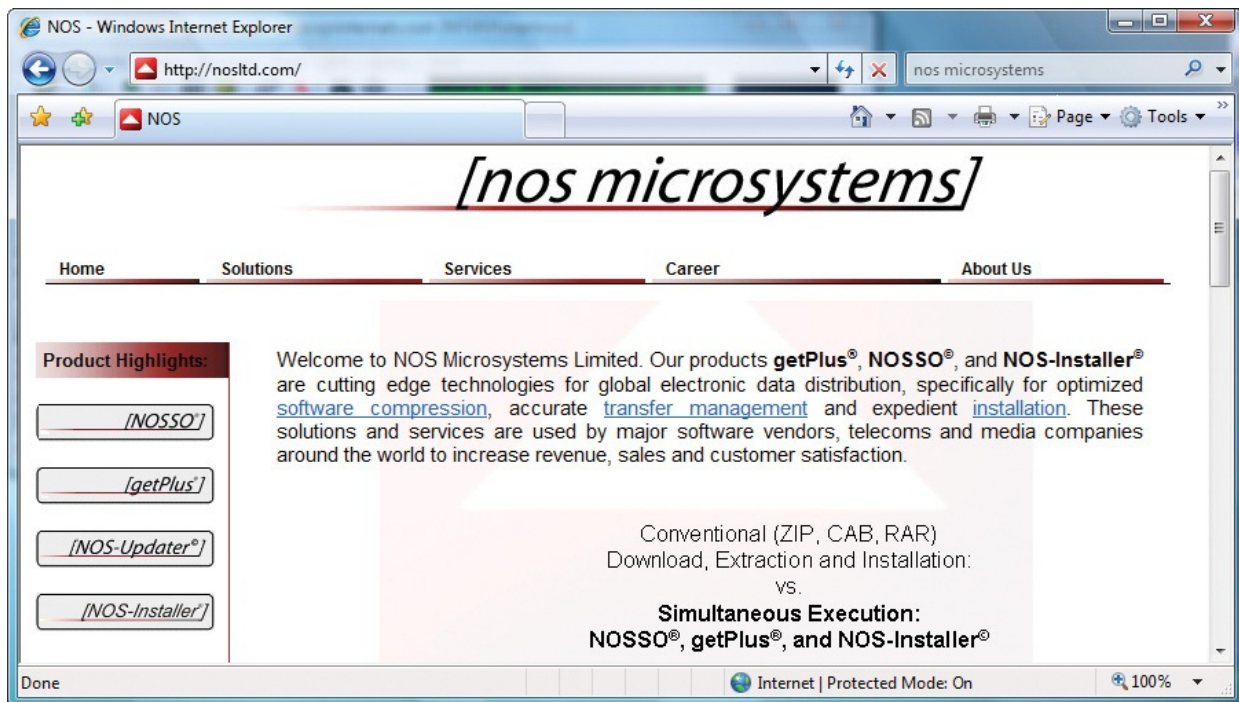 NOS - Windows Internet Explorer
http://nosltd.com/
nos microsystems
NOS
Page
Tools
[nos microsystems]
Home Solutions Services Career About Us
Product Highlights:
[NOSSO®]
[getPlus®]
[NOS-Updater©]
[NOS-Installer®]
Welcome to NOS Microsystems Limited. Our products getPlus®, NOSSO®, and NOS-Installer®
are cutting edge technologies for global electronic data distribution, specifically for optimized
software compression, accurate transfer management and expedient installation. These
solutions and services are used by major software vendors, telecoms and media companies
around the world to increase revenue, sales and customer satisfaction.
Conventional (ZIP, CAB, RAR)
Download, Extraction and Installation:
vs.
Simultaneous Execution:
NOSSO®, getPlus®, and NOS-Installer©
Done
Internet | Protected Mode: On
100%